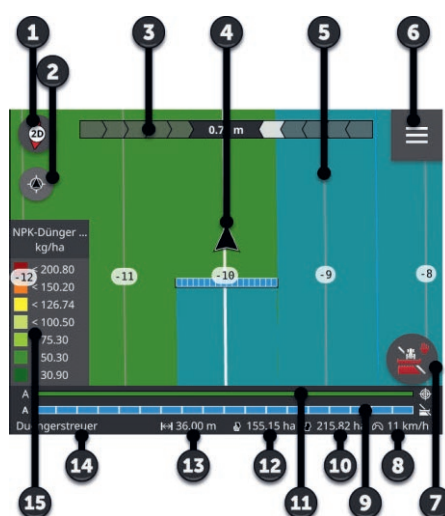 1
2
3
4
5
6
2D
0.7 m
NPK-Dünger ...
kg/ha
< 200.80
< 150.20
< 126.74
< 100.50
75.30
50.30
30.90
-12
-11
-10
-9
-8
A
A
Duengerstreuer
36.00 m
155.15 ha
215.82 ha
11 km/h
14
13
12
10
8
15
11
9
7